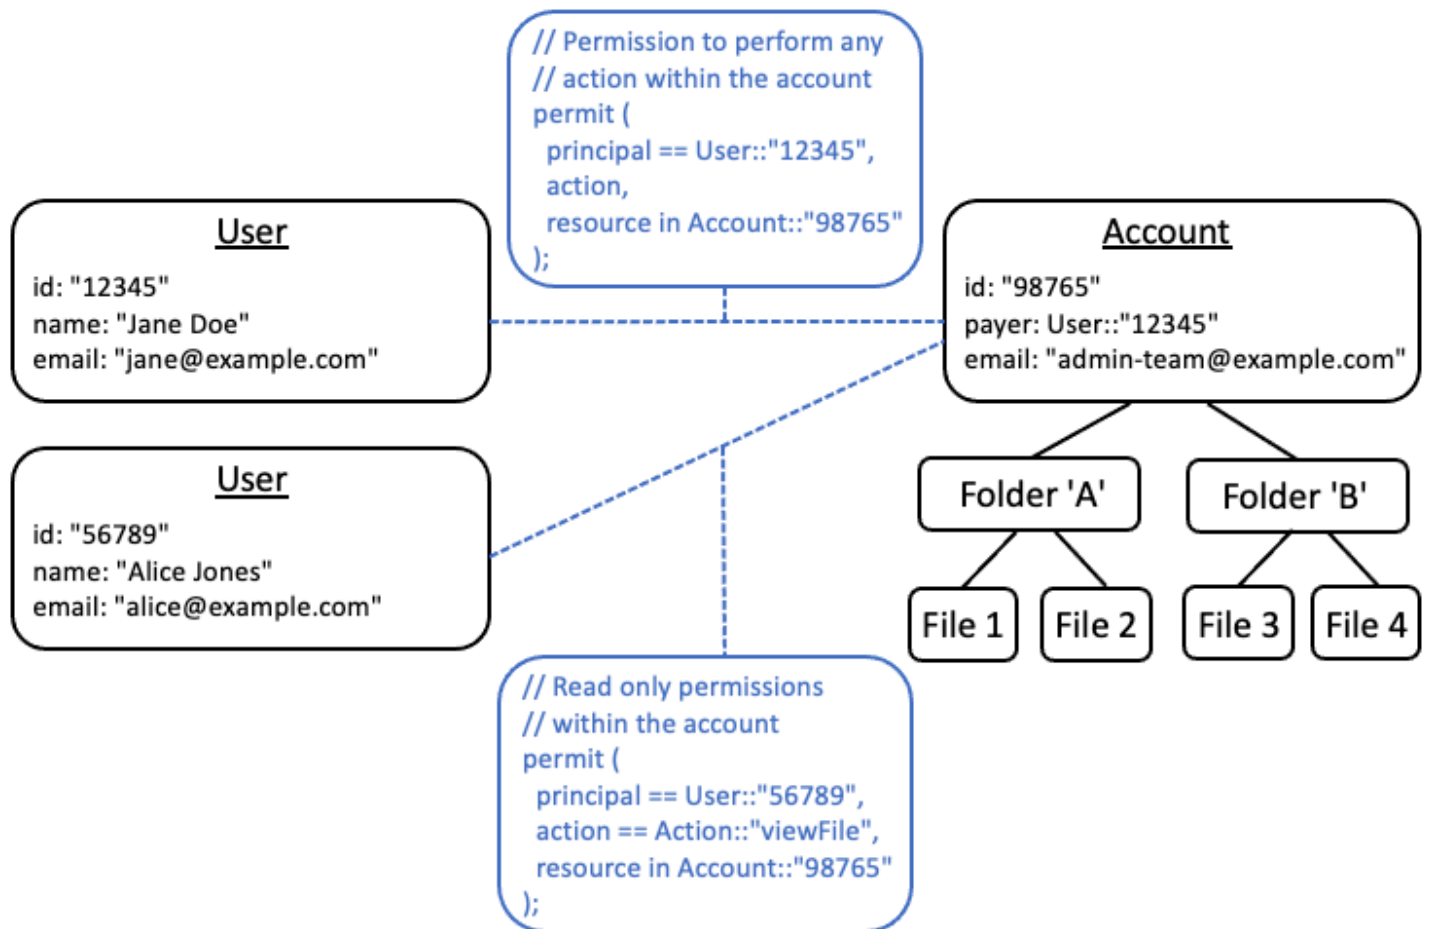 // Permission to perform any
// action within the account
permit (
principal == User::"12345",
action,
resource in Account::"98765"
);
User
id: "12345"
name: "Jane Doe"
email: "jane@example.com"
Account
id: "98765"
payer: User::"12345"
email: "admin-team@example.com"
User
id: "56789"
name: "Alice Jones"
email: "alice@example.com"
Folder 'A'
Folder 'B'
File 1
File 2
File 3
File 4
// Read only permissions
// within the account
permit (
principal == User::"56789",
action == Action::"viewFile",
resource in Account::"98765"
);